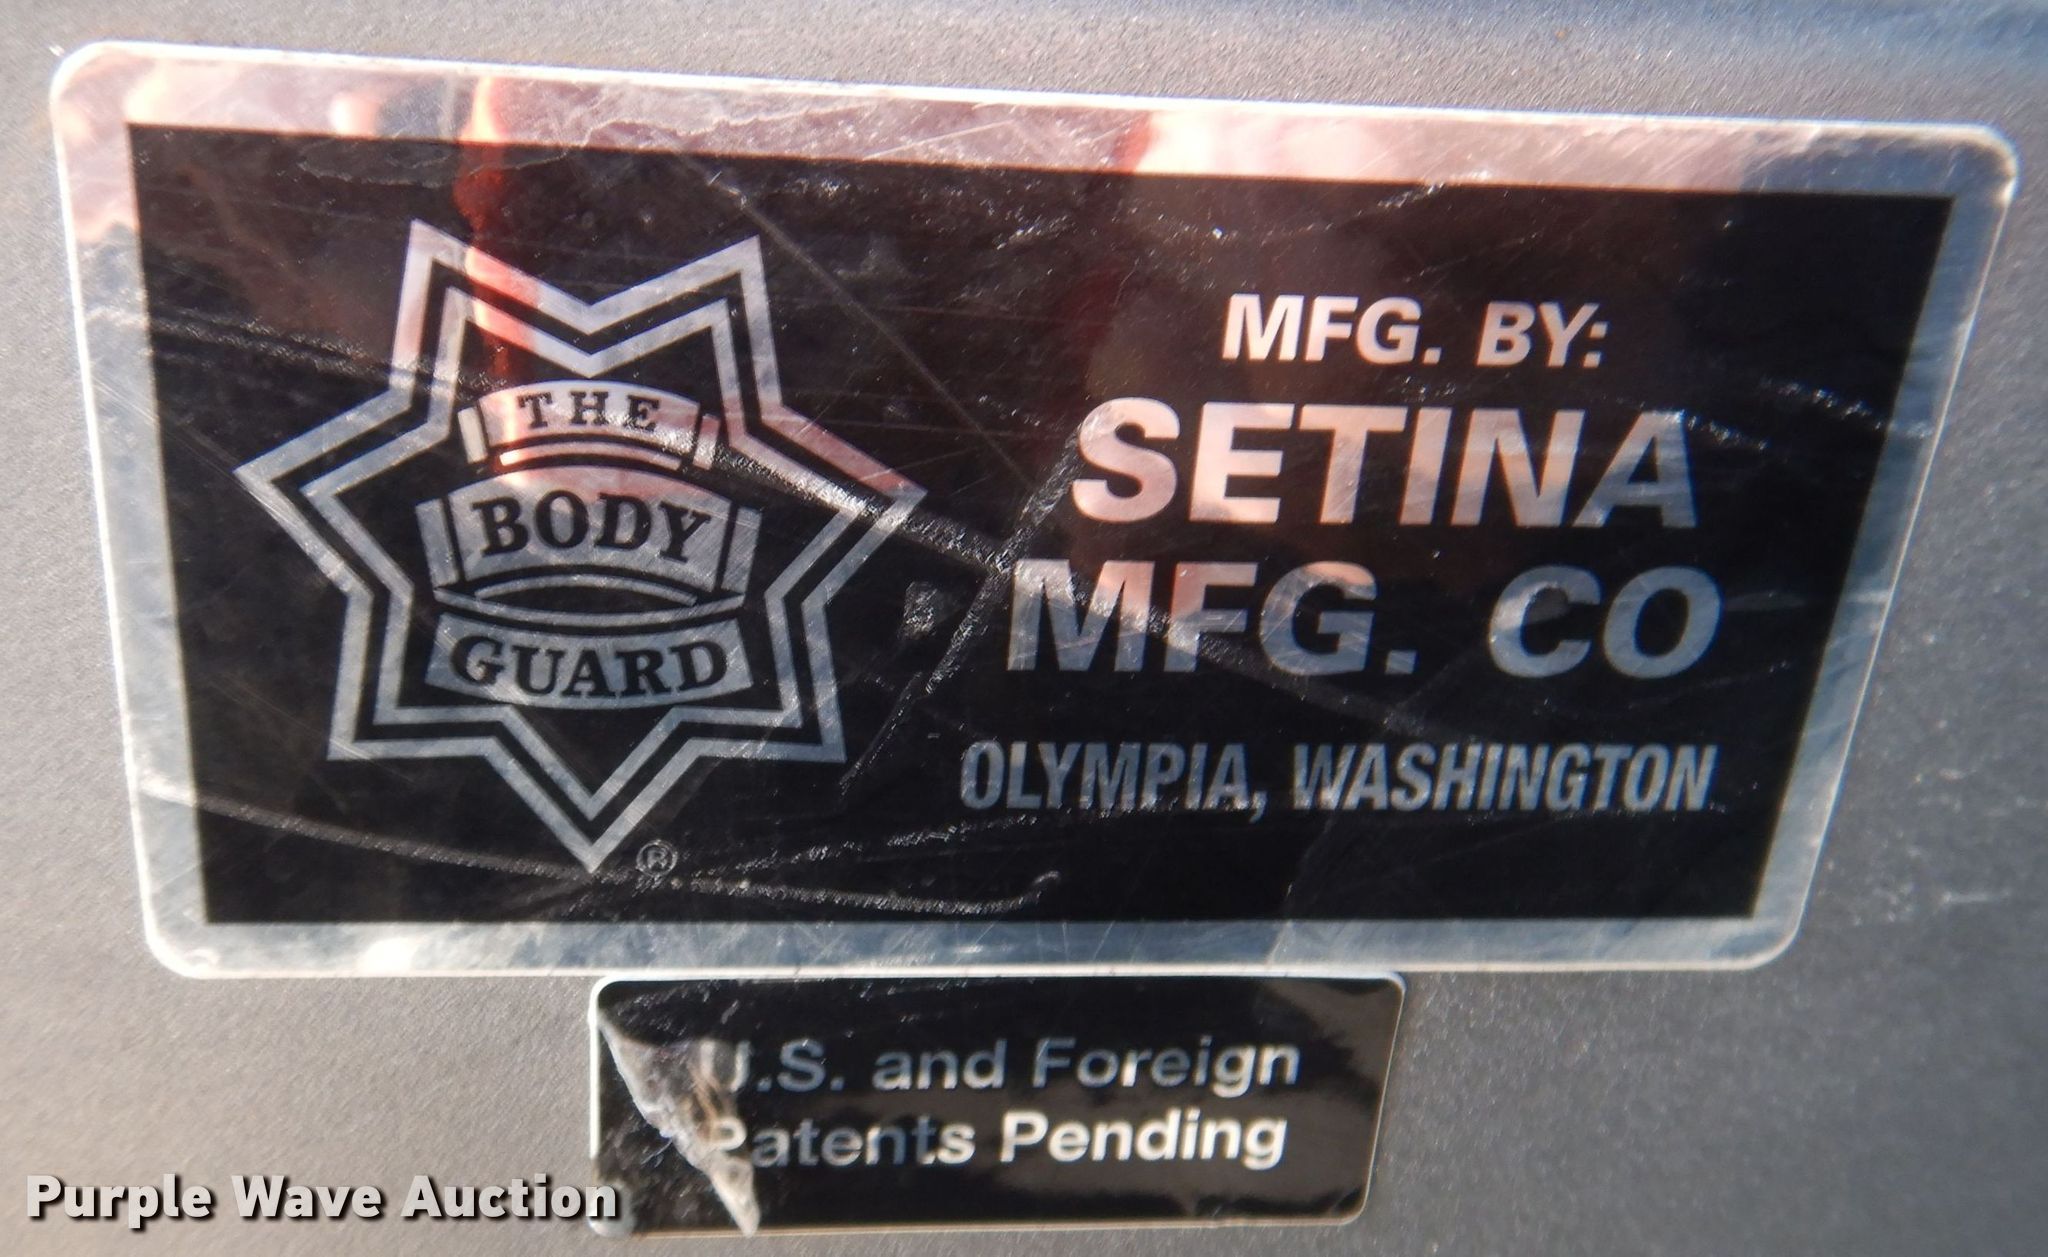 THE
BODY
GUARD
®
MFG. BY:
SETINA
MFG. CO
OLYMPIA, WASHINGTON
U.S. and Foreign
Patents Pending
Purple Wave Auction